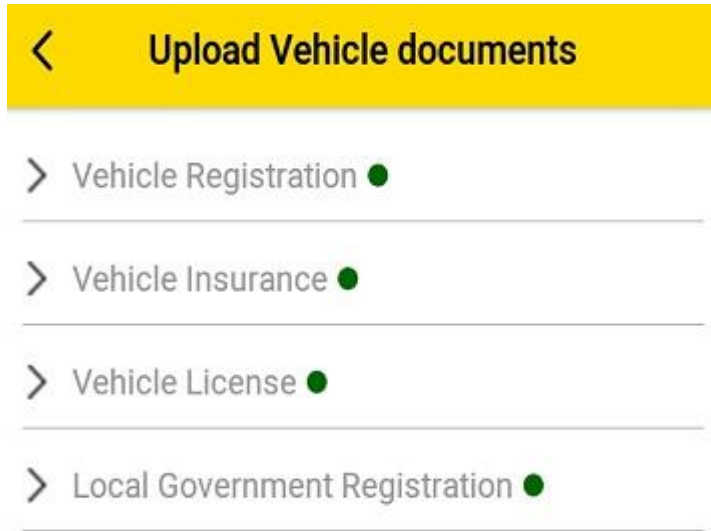 Upload Vehicle documents
Vehicle Registration
Vehicle Insurance
Vehicle License
Local Government Registration